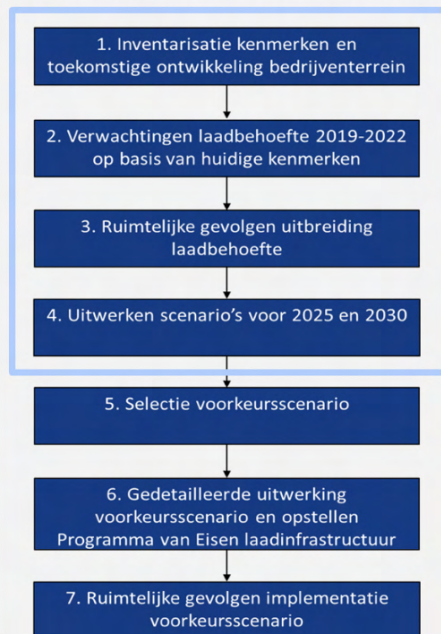 1. Inventarisatie kenmerken en
toekomstige ontwikkeling bedrijventerrein
2. Verwachtingen laadbehoefte 2019-2022
op basis van huidige kenmerken
3. Ruimtelijke gevolgen uitbreiding
laadbehoefte
4. Uitwerken scenario's voor 2025 en 2030
5. Selectie voorkeursscenario
6. Gedetailleerde uitwerking
voorkeursscenario en opstellen
Programma van Eisen laadinfrastructuur
7. Ruimtelijke gevolgen implementatie
voorkeursscenario